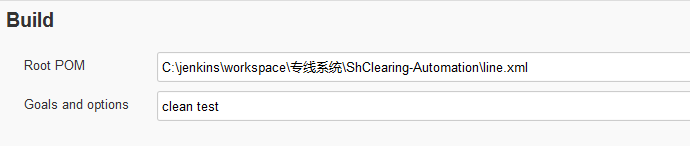 Build
Root POM C:\jenkins\workspace\专线系统\ShClearing-Automation\line.xml
Goals and options clean test